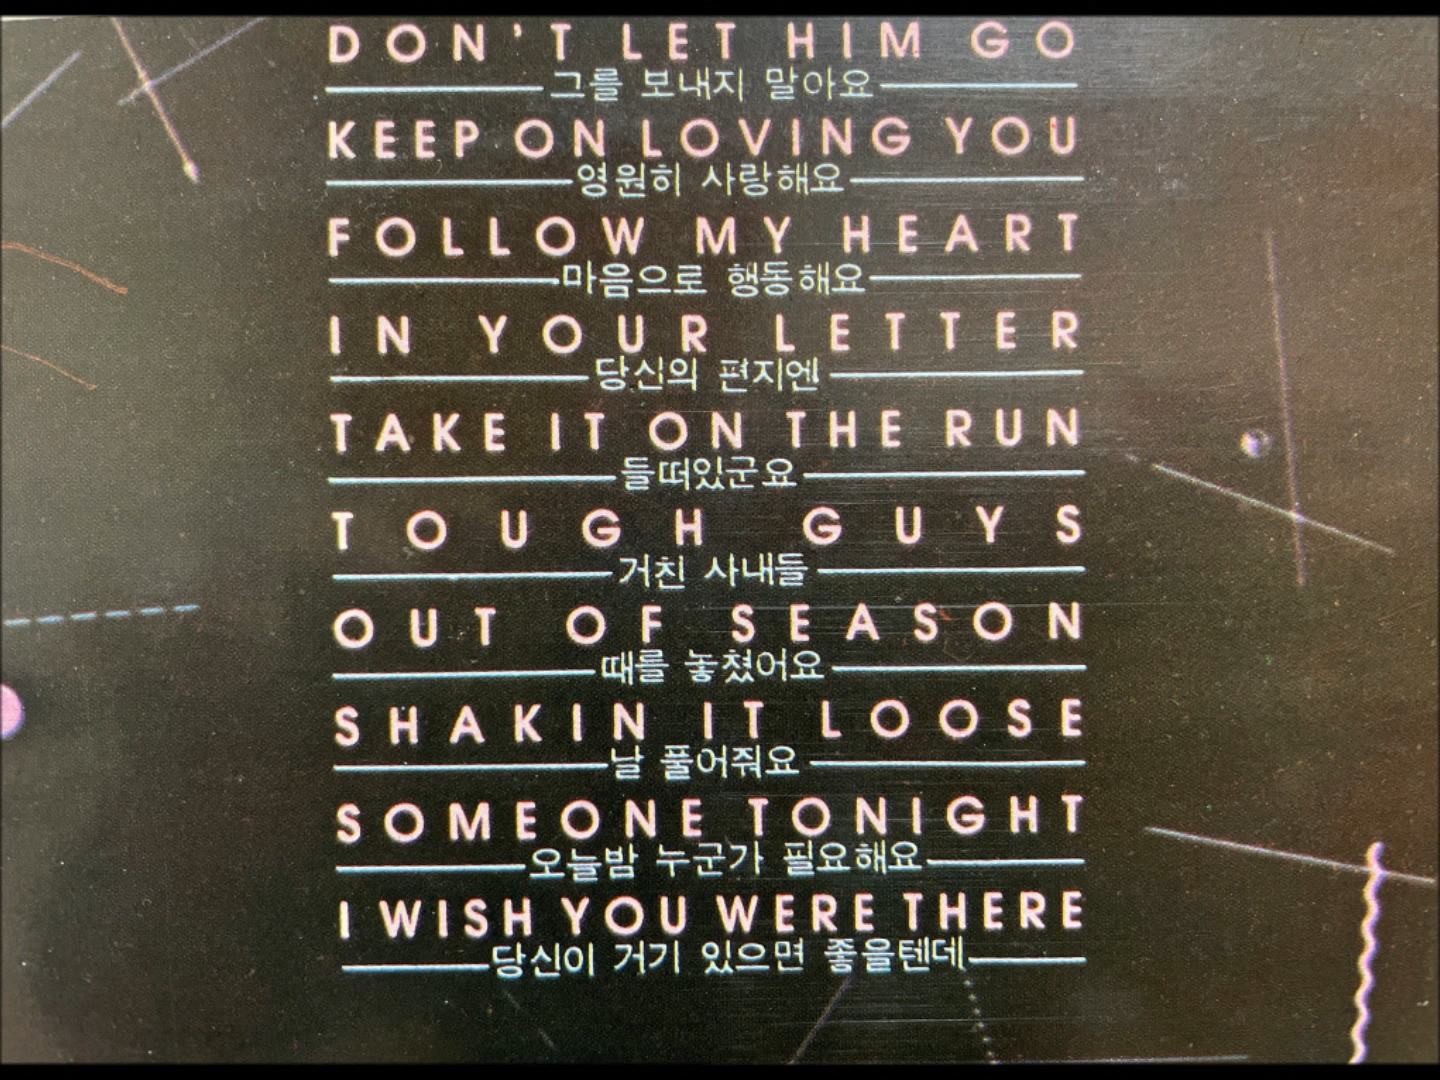 DON'T LET HIM GO
그를 보내지 말아요
KEEP ON LOVING YOU
영원히 사랑해요
FOLLOW MY HEART
마음으로 행동해요
IN YOUR LETTER
당신의 편지엔
TAKE IT ON THE RUN
들떠있군요
TOUGH GUYS
거친 사내들
OUT OF SEASON
때를 놓쳤어요
SHAKIN IT LOOSE
날 풀어줘요
SOMEONE TONIGHT
오늘밤 누군가 필요해요
I WISH YOU WERE THERE
당신이 거기 있으면 좋을텐데